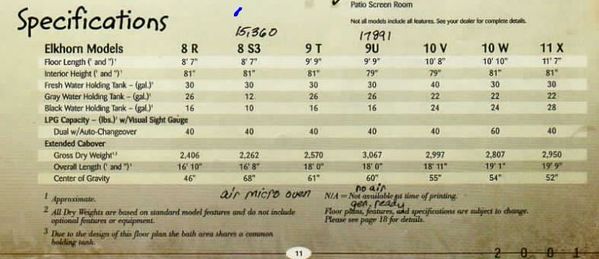 Patio Screen Room
Specifications
Not all models include all features. See your dealer for complete details.
15,360 17891
Elkhorn Models 8 R 8 S3 9 T 9U 10 V 10 W 11 X
Floor Length (' and ")¹ 8' 7" 8' 7" 9' 9" 9' 9" 10' 8" 10' 10" 11' 7"
Interior Height (' and ")¹ 81" 81" 81" 79" 79" 81" 81"
Fresh Water Holding Tank – (gal.)¹ 30 30 30 30 40 30 30
Gray Water Holding Tank – (gal.)¹ 26 12 26 26 22 22 22
Black Water Holding Tank – (gal.)¹ 16 10 16 16 24 24 28
LPG Capacity – (lbs.)¹ w/Visual Sight Gauge
Dual w/Auto-Changeover 40 40 40 40 40 60 40
Extended Cabover
Gross Dry Weight¹˒² 2,406 2,262 2,570 3,067 2,997 2,807 2,950
Overall Length (' and ") 16' 10" 16' 8" 18' 0" 18' 0" 18' 11" 19' 1" 19' 9"
Center of Gravity 46" 68" 61" 60" 55" 54" 52"
air micro oven no air
gen, ready
1 Approximate.
2 All Dry Weights are based on standard model features and do not include
optional features or equipment.
3 Due to the design of this floor plan the bath area shares a common
holding tank.
N/A = Not available at time of printing.
Floor plans, features, and specifications are subject to change.
Please see page 18 for details.
11
2 0 0 1